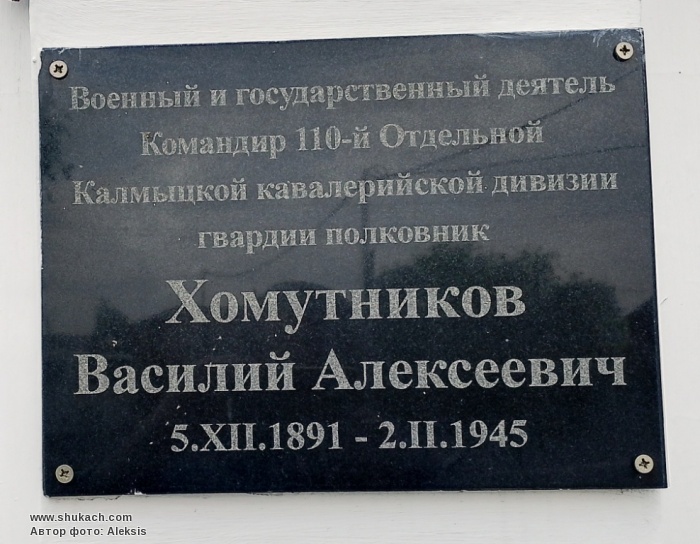 Военный и государственный деятель
Командир 110-й Отдельной
Калмыцкой кавалерийской дивизии
гвардии полковник
Хомутников
Василий Алексеевич
5.XII.1891 - 2.II.1945
www.shukach.com
Автор фото: Aleksis